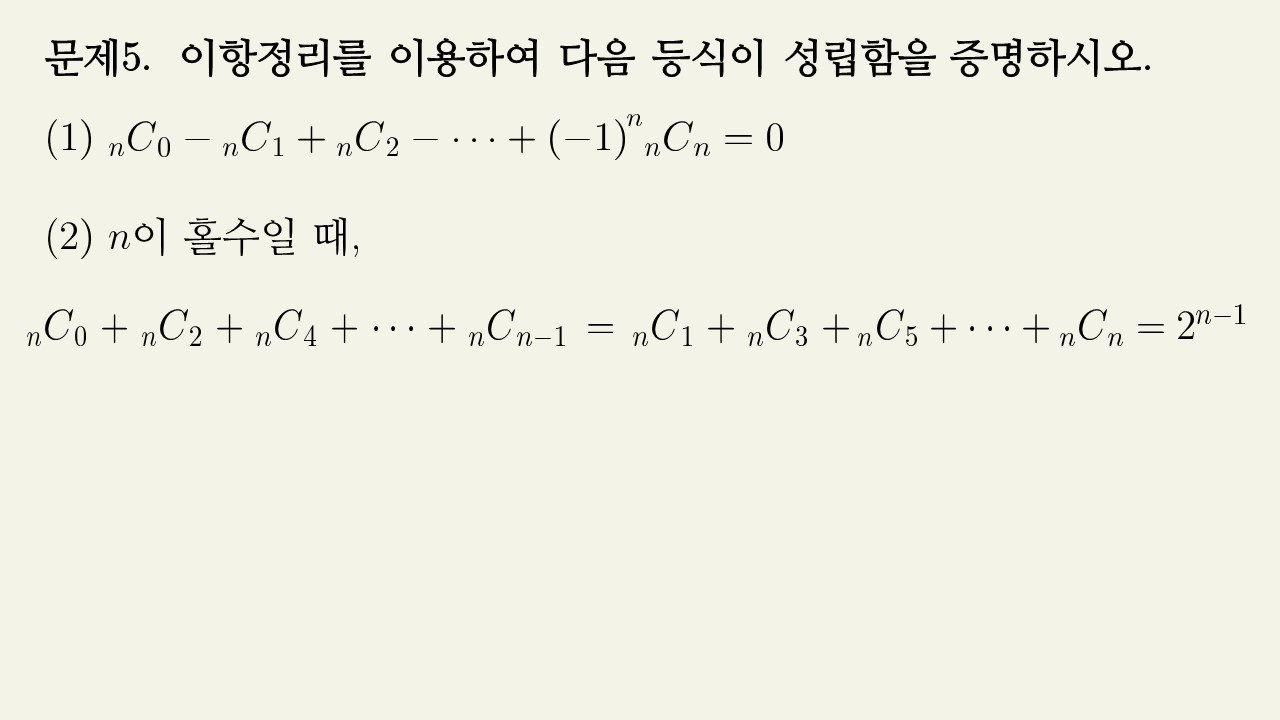 문제5. 이항정리를 이용하여 다음 등식이 성립함을 증명하시오.
(1) ₙC₀ − ₙC₁ + ₙC₂ − ⋯ + (−1)ⁿₙCₙ = 0
(2) n이 홀수일 때,
ₙC₀ + ₙC₂ + ₙC₄ + ⋯ + ₙCₙ₋₁ = ₙC₁ + ₙC₃ + ₙC₅ + ⋯ + ₙCₙ = 2ⁿ⁻¹